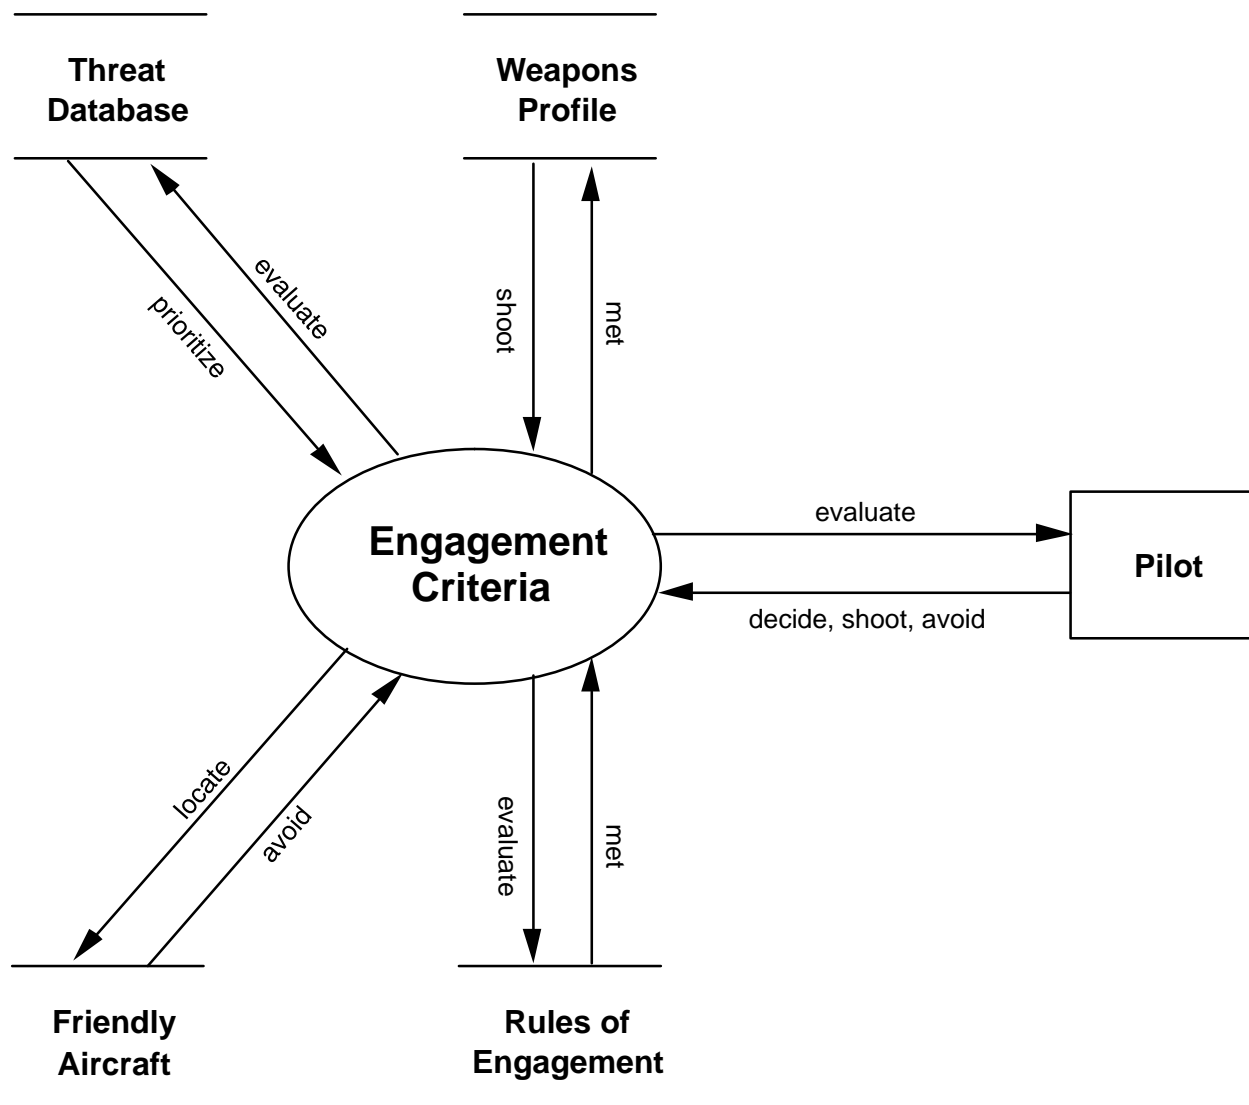 Threat
Database
Weapons
Profile
evaluate
prioritize
shoot
met
Engagement
Criteria
evaluate
Pilot
decide, shoot, avoid
locate
avoid
evaluate
met
Friendly
Aircraft
Rules of
Engagement